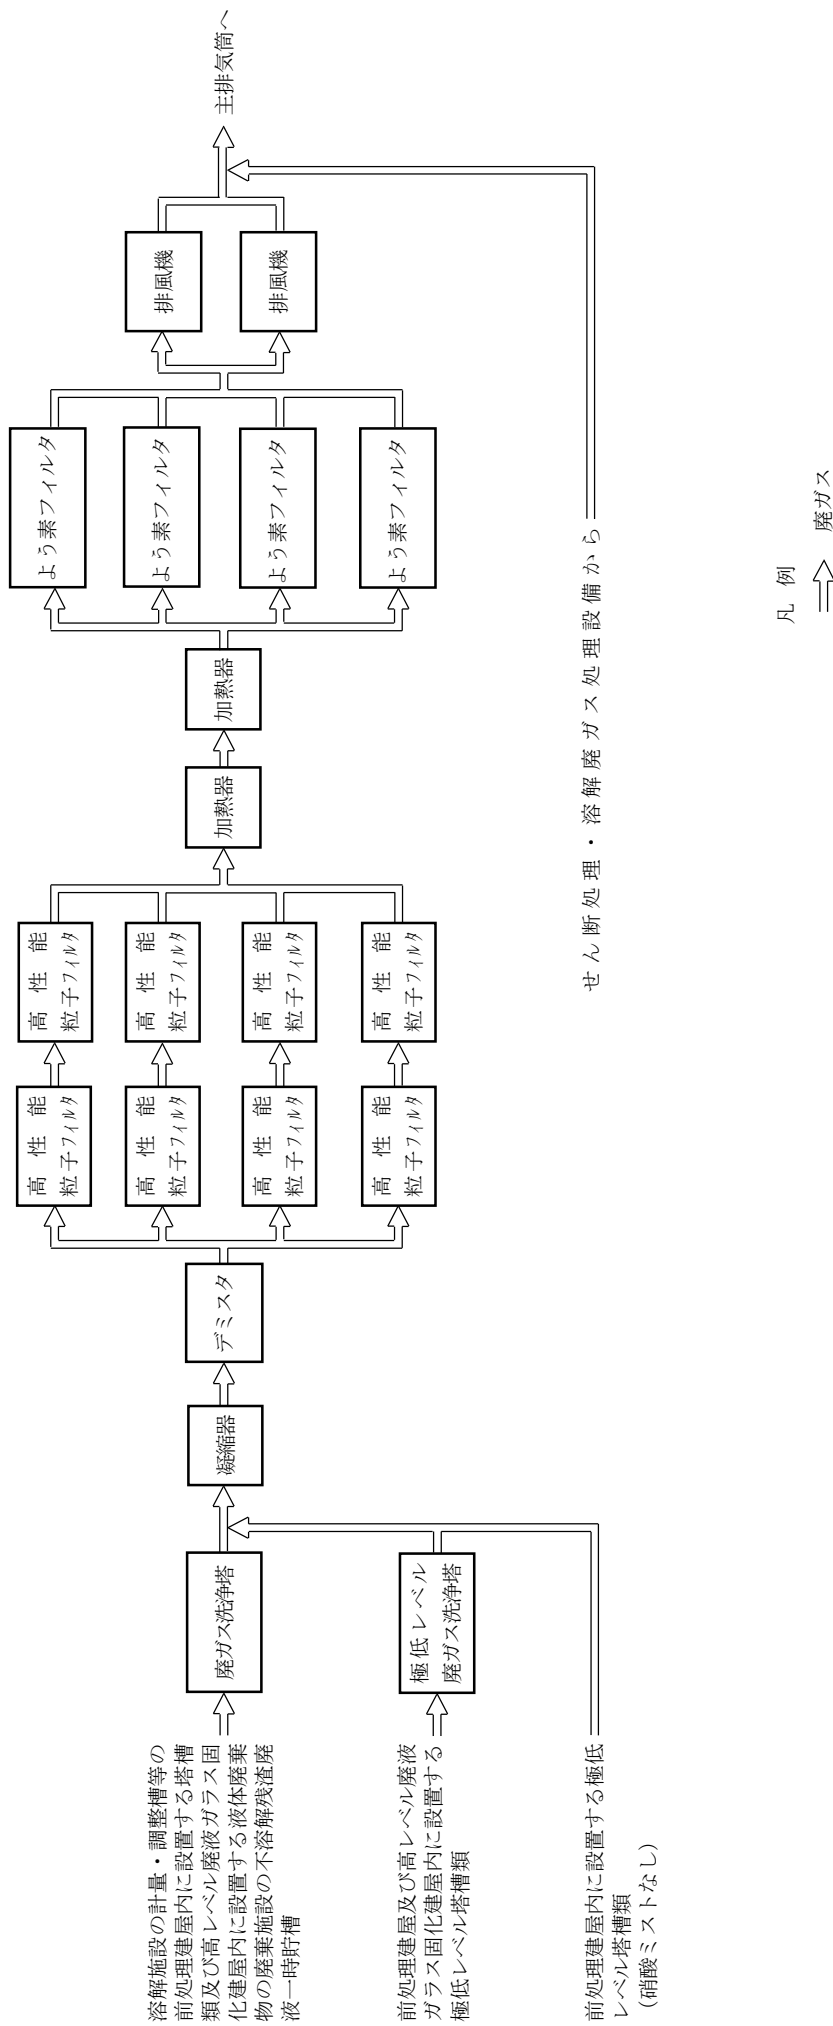 溶解施設の計量・調整槽等の
前処理建屋内に設置する塔槽
類及び高レベル廃液ガラス固
化建屋内に設置する液体廃棄
物の廃棄施設の不溶解残渣廃
液一時貯槽
前処理建屋及び高レベル廃液
ガラス固化建屋内に設置する
極低レベル塔槽類
前処理建屋内に設置する極低
レベル塔槽類
(硝酸ミストなし)
廃ガス洗浄塔
極低レベル
廃ガス洗浄塔
凝縮器
デミスタ
高性能
粒子フィルタ
高性能
粒子フィルタ
高性能
粒子フィルタ
高性能
粒子フィルタ
高性能
粒子フィルタ
高性能
粒子フィルタ
高性能
粒子フィルタ
高性能
粒子フィルタ
加熱器
加熱器
よう素フィルタ
よう素フィルタ
よう素フィルタ
よう素フィルタ
排風機
排風機
主排気筒へ
せん断処理・溶解廃ガス処理設備から
凡例
廃ガス